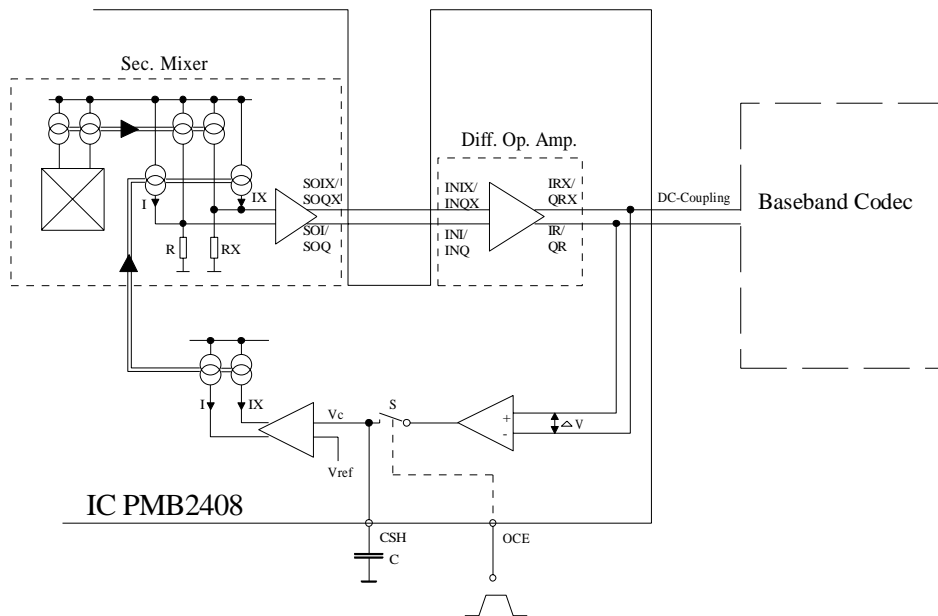 Sec. Mixer
Diff. Op. Amp.
SOIX/
SOQX
INIX/
INQX
IRX/
QRX
DC-Coupling
Baseband Codec
I
IX
SOI/
SOQ
INI/
INQ
IR/
QR
R
RX
I
IX
Vc
S
+
-
△ V
Vref
IC PMB2408
CSH
C
OCE